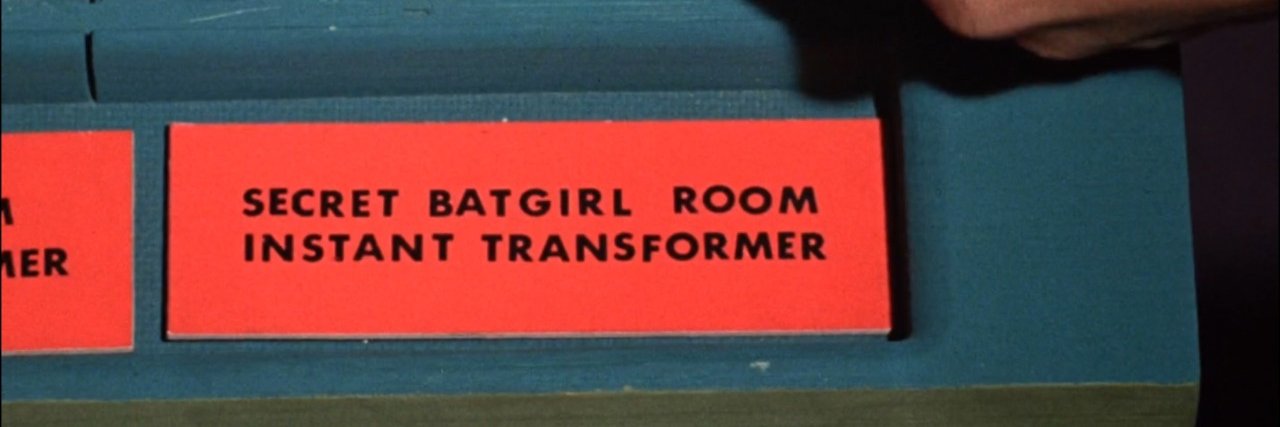 SECRET BATGIRL ROOM
INSTANT TRANSFORMER